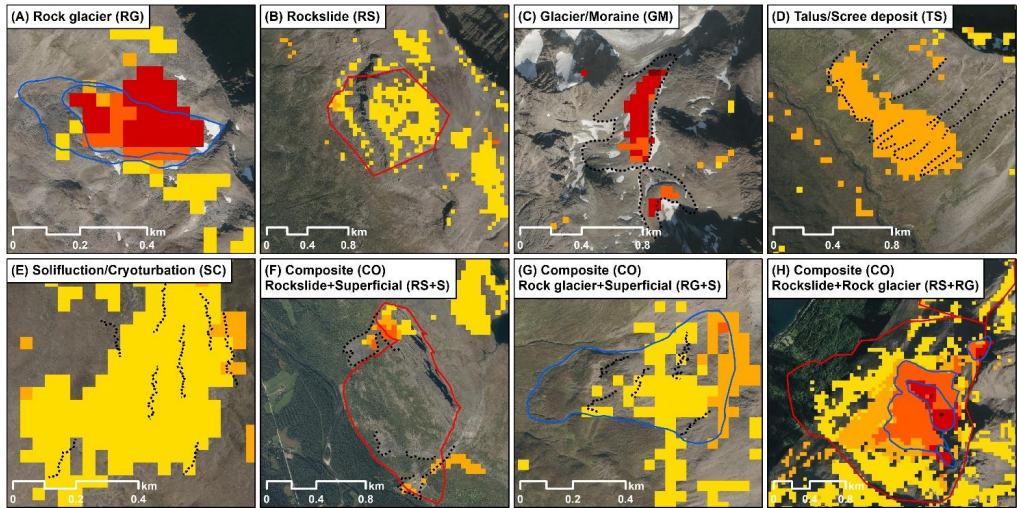 (A) Rock glacier (RG)
0 0.2 0.4 km
(B) Rockslide (RS)
0 0.4 0.8 km
(C) Glacier/Moraine (GM)
0 0.4 0.8 km
(D) Talus/Scree deposit (TS)
0 0.2 0.4 km
(E) Solifluction/Cryoturbation (SC)
0 0.2 0.4 km
(F) Composite (CO)
Rockslide+Superficial (RS+S)
0 0.4 0.8 km
(G) Composite (CO)
Rock glacier+Superficial (RG+S)
0 0.2 0.4 km
(H) Composite (CO)
Rockslide+Rock glacier (RS+RG)
0 0.4 0.8 km